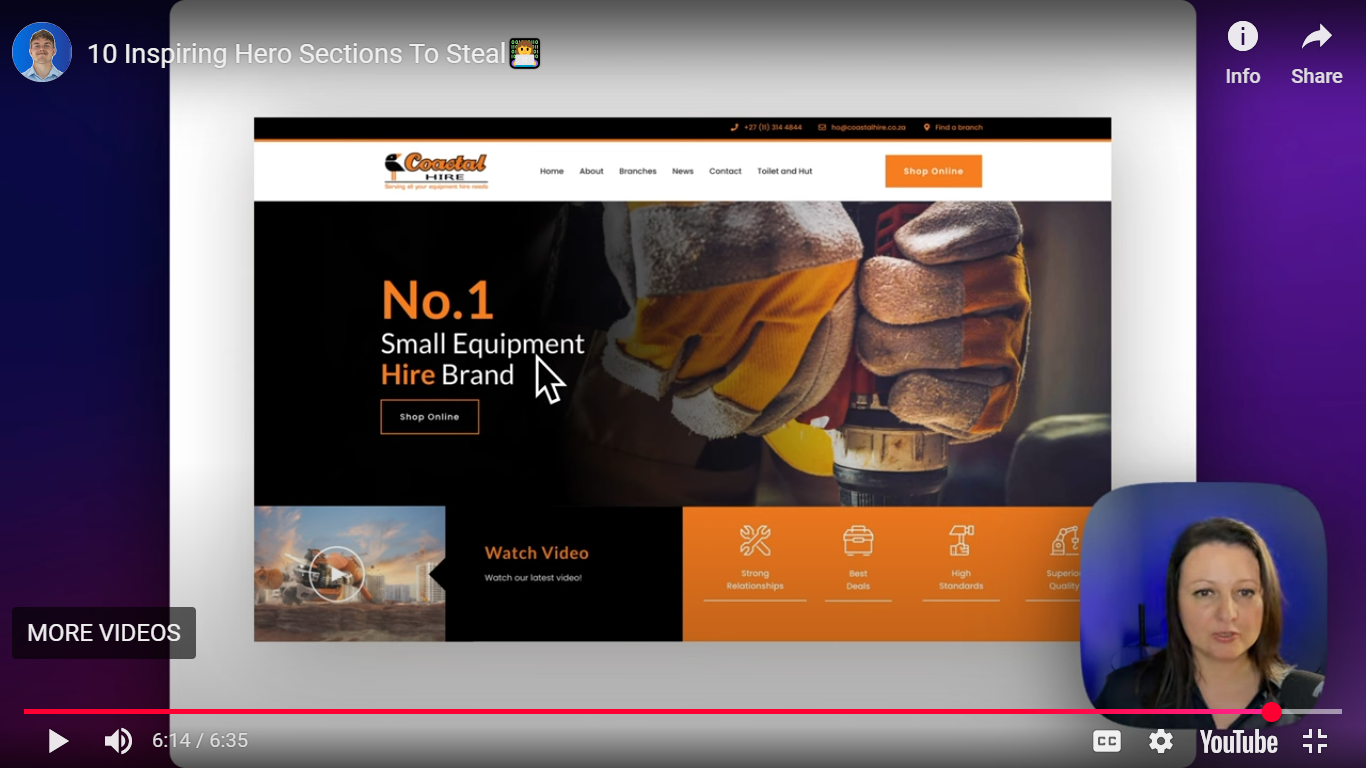 10 Inspiring Hero Sections To Steal
Info
Share
+27 (11) 314 4844
ho@coastalhire.co.za
Find a branch
Coastal
HIRE
Serving all your equipment hire needs
Home
About
Branches
News
Contact
Toilet and Hut
Shop Online
No.1
Small Equipment
Hire Brand
Shop Online
Watch Video
Watch our latest video!
Strong
Relationships
Best
Deals
High
Standards
Superior
Quality
MORE VIDEOS
6:14 / 6:35
CC
YouTube